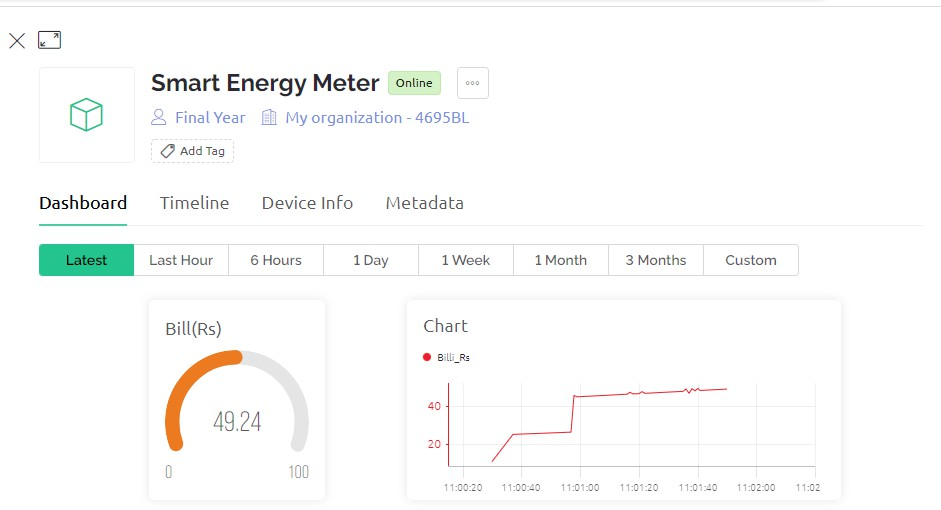 Smart Energy Meter Online
Final Year My organization - 4695BL
Add Tag
Dashboard Timeline Device Info Metadata
Latest Last Hour 6 Hours 1 Day 1 Week 1 Month 3 Months Custom
Bill(Rs)
49.24
0 100
Chart
Billi_Rs
40
20
11:00:20 11:00:40 11:01:00 11:01:20 11:01:40 11:02:00 11:02